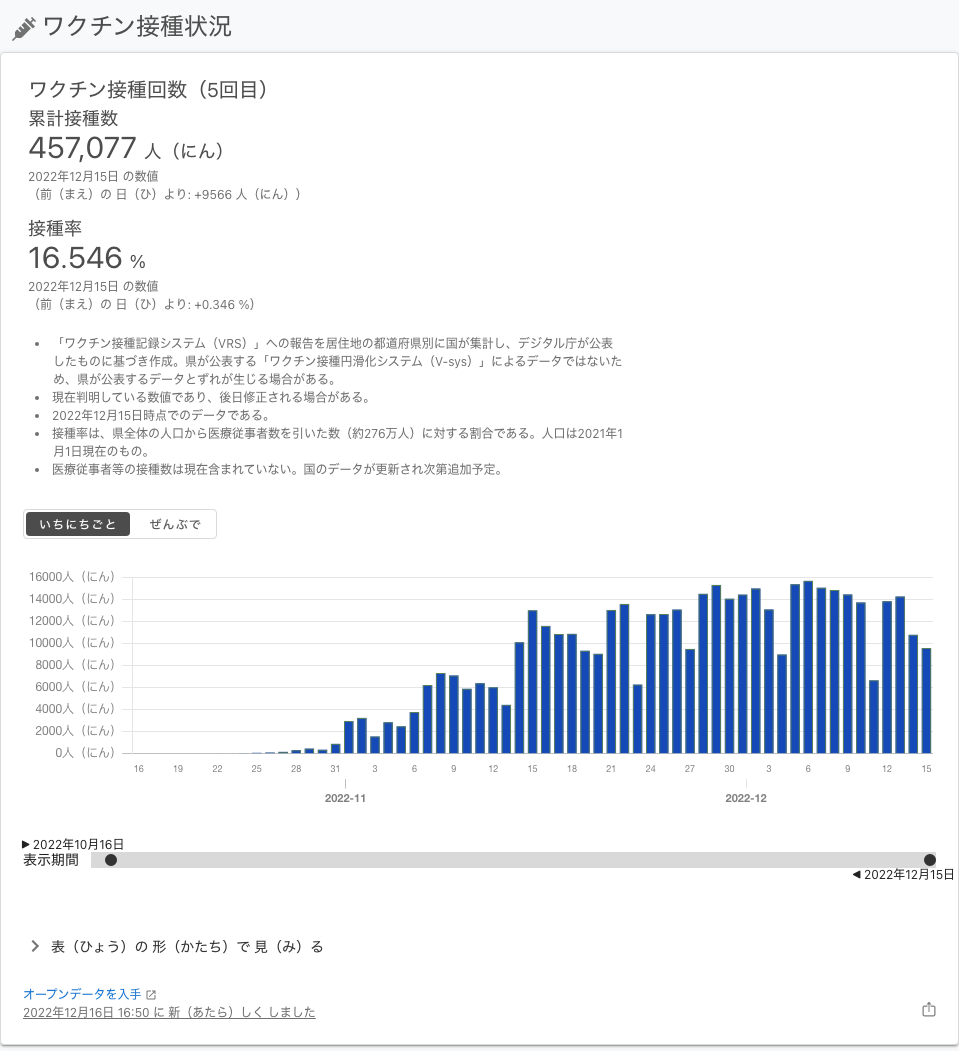 ワクチン接種状況
ワクチン接種回数（5回目）
累計接種数
457,077 人（にん）
2022年12月15日 の数値
（前（まえ）の 日（ひ）より: +9566 人（にん））
接種率
16.546 %
2022年12月15日 の数値
（前（まえ）の 日（ひ）より: +0.346 %）
• 「ワクチン接種記録システム（VRS）」への報告を居住地の都道府県別に国が集計し、デジタル庁が公表
したものに基づき作成。県が公表する「ワクチン接種円滑化システム（V-sys）」によるデータではないた
め、県が公表するデータとずれが生じる場合がある。
• 現在判明している数値であり、後日修正される場合がある。
• 2022年12月15日時点でのデータである。
• 接種率は、県全体の人口から医療従事者数を引いた数（約276万人）に対する割合である。人口は2021年1
月1日現在のもの。
• 医療従事者等の接種数は現在含まれていない。国のデータが更新され次第追加予定。
いちにちごと ぜんぶで
16000人（にん）
14000人（にん）
12000人（にん）
10000人（にん）
8000人（にん）
6000人（にん）
4000人（にん）
2000人（にん）
0人（にん）
16 19 22 25 28 31 3 6 9 12 15 18 21 24 27 30 3 6 9 12 15
2022-11 2022-12
▶ 2022年10月16日
表示期間
◀ 2022年12月15日
表（ひょう）の 形（かたち）で 見（み）る
オープンデータを入手
2022年12月16日 16:50 に 新（あたら）しく しました